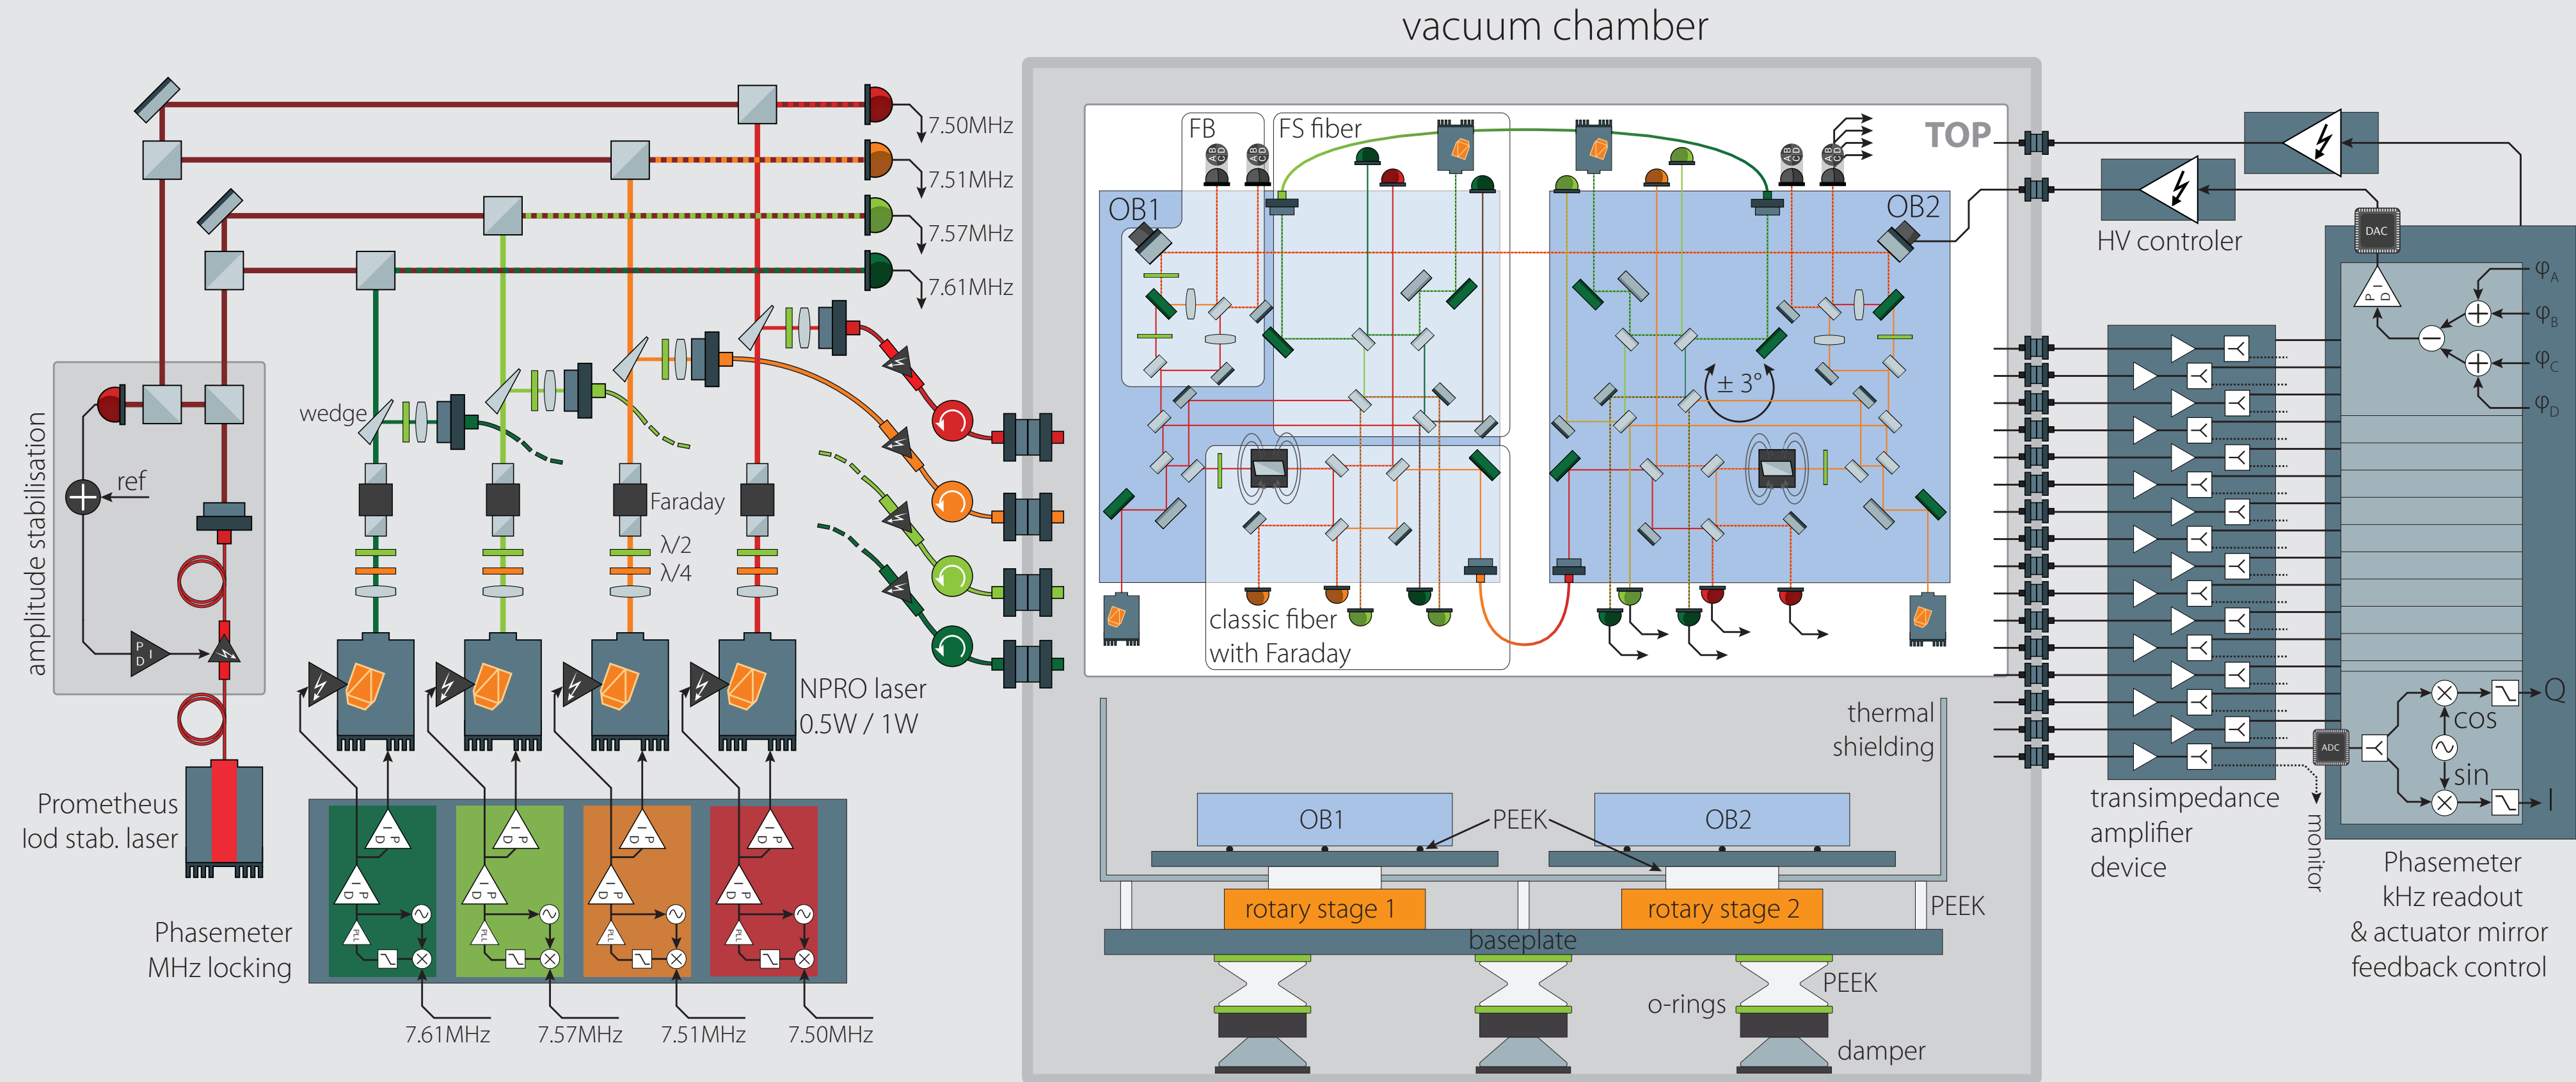 vacuum chamber
7.50MHz
7.51MHz
7.57MHz
7.61MHz
wedge
Faraday
λ/2
λ/4
amplitude stabilisation
ref
P
I
D
Prometheus
Iod stab. laser
NPRO laser
0.5W / 1W
Phasemeter
MHz locking
P
I
D
P
I
D
P
I
D
P
I
D
P
I
D
P
I
D
P
I
D
P
I
D
PLL
PLL
PLL
PLL
7.61MHz
7.57MHz
7.51MHz
7.50MHz
FB
FS fiber
TOP
A B
C D
A B
C D
A B
C D
A B
C D
OB1
OB2
± 3°
classic fiber
with Faraday
thermal
shielding
OB1
PEEK
OB2
rotary stage 1
rotary stage 2
PEEK
baseplate
PEEK
o-rings
damper
HV controler
DAC
P
I
D
φA
φB
φC
φD
ADC
Q
cos
sin
I
transimpedance
amplifier
device
monitor
Phasemeter
kHz readout
& actuator mirror
feedback control